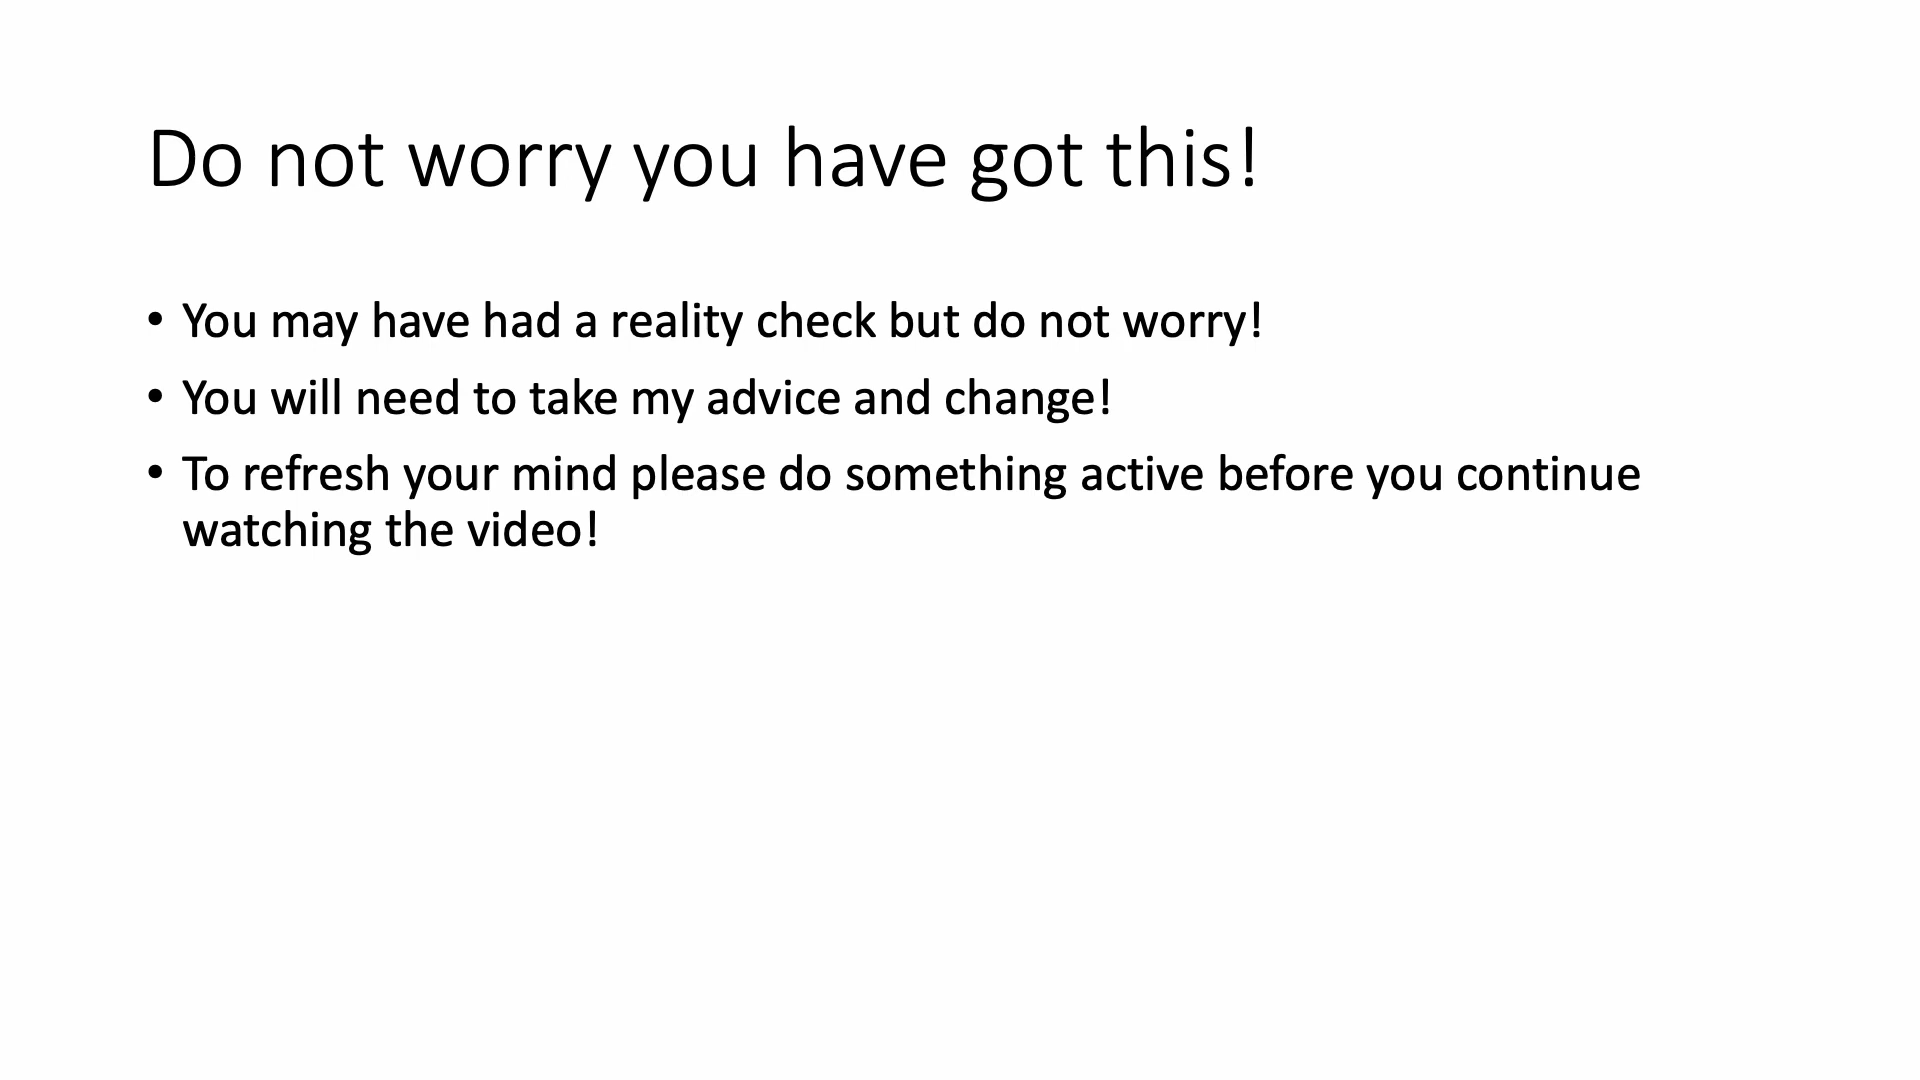 Do not worry you have got this!
• You may have had a reality check but do not worry!
• You will need to take my advice and change!
• To refresh your mind please do something active before you continue
watching the video!